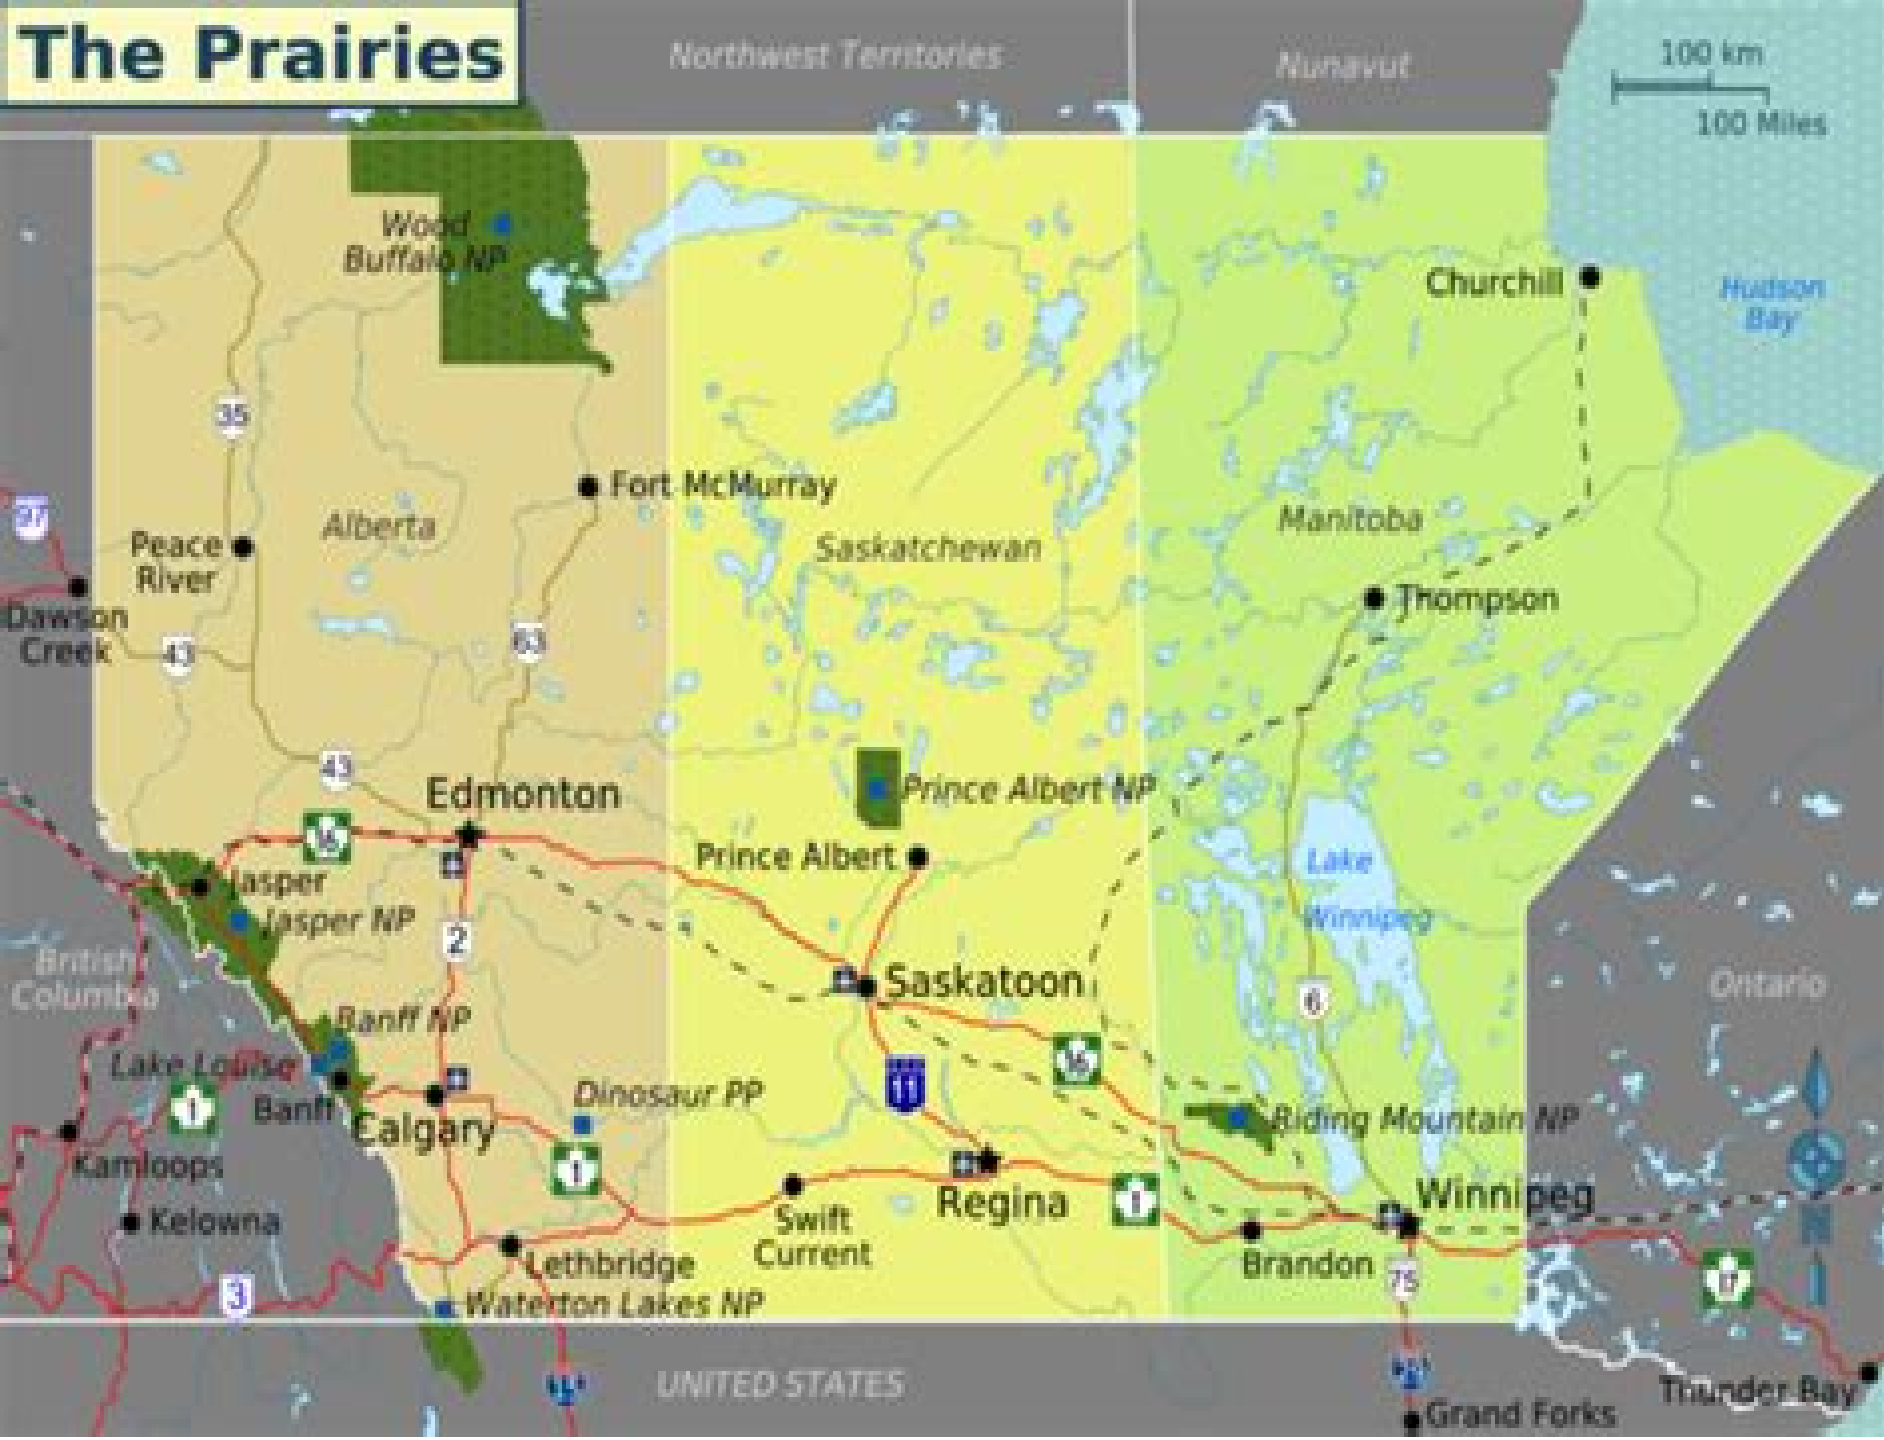 The Prairies
Northwest Territories
Nunavut
100 km
100 Miles
Wood
Buffalo NP
Churchill
Hudson
Bay
35
Fort McMurray
97
Alberta
Manitoba
Peace
River
Saskatchewan
Dawson
Creek
Thompson
43
63
43
Edmonton
Prince Albert NP
16
Prince Albert
Lake
Winnipeg
Jasper
Jasper NP
2
British
Columbia
Saskatoon
Ontario
6
Banff NP
Lake Louise
16
11
Banff
1
Dinosaur PP
Calgary
Riding Mountain NP
Kamloops
1
Regina
1
Winnipeg
Kelowna
Swift
Current
N
Lethbridge
Brandon
75
17
3
Waterton Lakes NP
UNITED STATES
Thunder Bay
Grand Forks